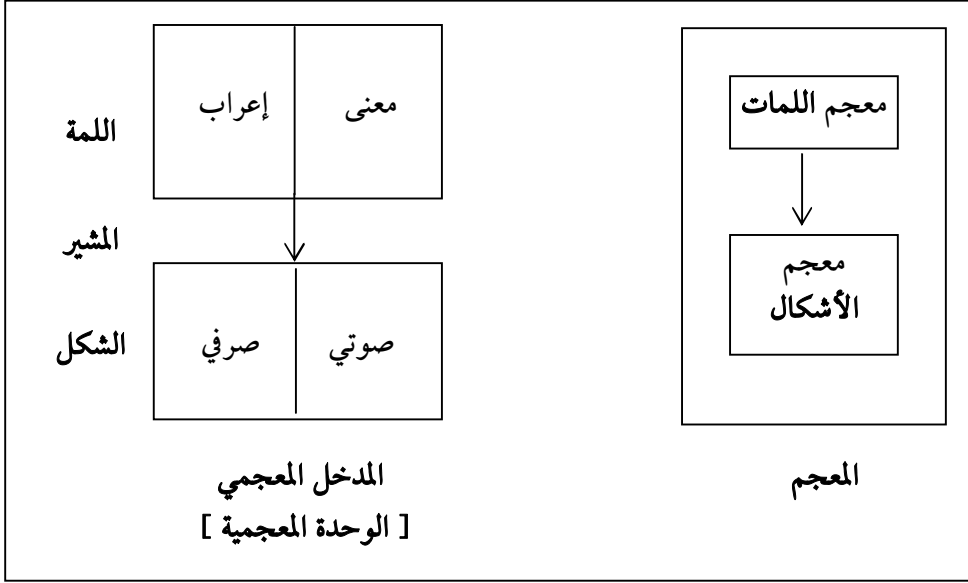 معجم اللمات
معجم
الأشكال
المعجم
معنى
إعراب
اللمة
المشير
صوتي
صرفي
الشكل
المدخل المعجمي
[ الوحدة المعجمية ]